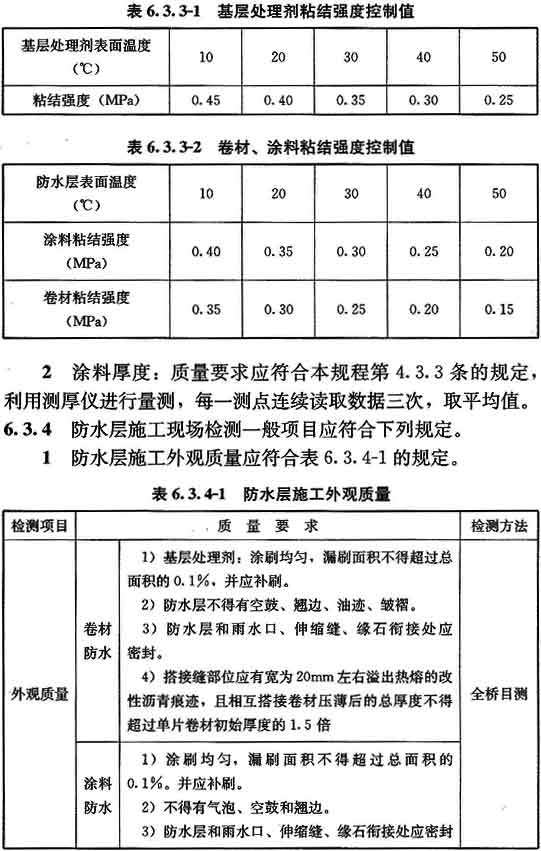 表 6.3.3-1 基层处理剂粘结强度控制值
基层处理剂表面温度
（℃）
10 20 30 40 50
粘结强度（MPa） 0.45 0.40 0.35 0.30 0.25
表 6.3.3-2 卷材、涂料粘结强度控制值
防水层表面温度
（℃）
10 20 30 40 50
涂料粘结强度
（MPa）
0.40 0.35 0.30 0.25 0.20
卷材粘结强度
（MPa）
0.35 0.30 0.25 0.20 0.15
2 涂料厚度：质量要求应符合本规程第 4.3.3 条的规定，
利用测厚仪进行量测，每一测点连续读取数据三次，取平均值。
6.3.4 防水层施工现场检测一般项目应符合下列规定。
1 防水层施工外观质量应符合表 6.3.4-1 的规定。
表 6.3.4-1 防水层施工外观质量
检测项目 质量要求 检测方法
外观质量
卷材
防水
1）基层处理剂：涂刷均匀，漏刷面积不得超过总
面积的 0.1%，并应补刷。
2）防水层不得有空鼓、翘边、油迹、皱褶。
3）防水层和雨水口、伸缩缝、缘石衔接处应
密封。
4）搭接缝部位应有宽为 20mm 左右溢出热熔的改
性沥青痕迹，且相互搭接卷材压薄后的总厚度不得
超过单片卷材初始厚度的 1.5 倍
全桥目测
涂料
防水
1）涂刷均匀，漏刷面积不得超过总面积的
0.1%。并应补刷。
2）不得有气泡、空鼓和翘边。
3）防水层和雨水口、伸缩缝、缘石衔接处应密封